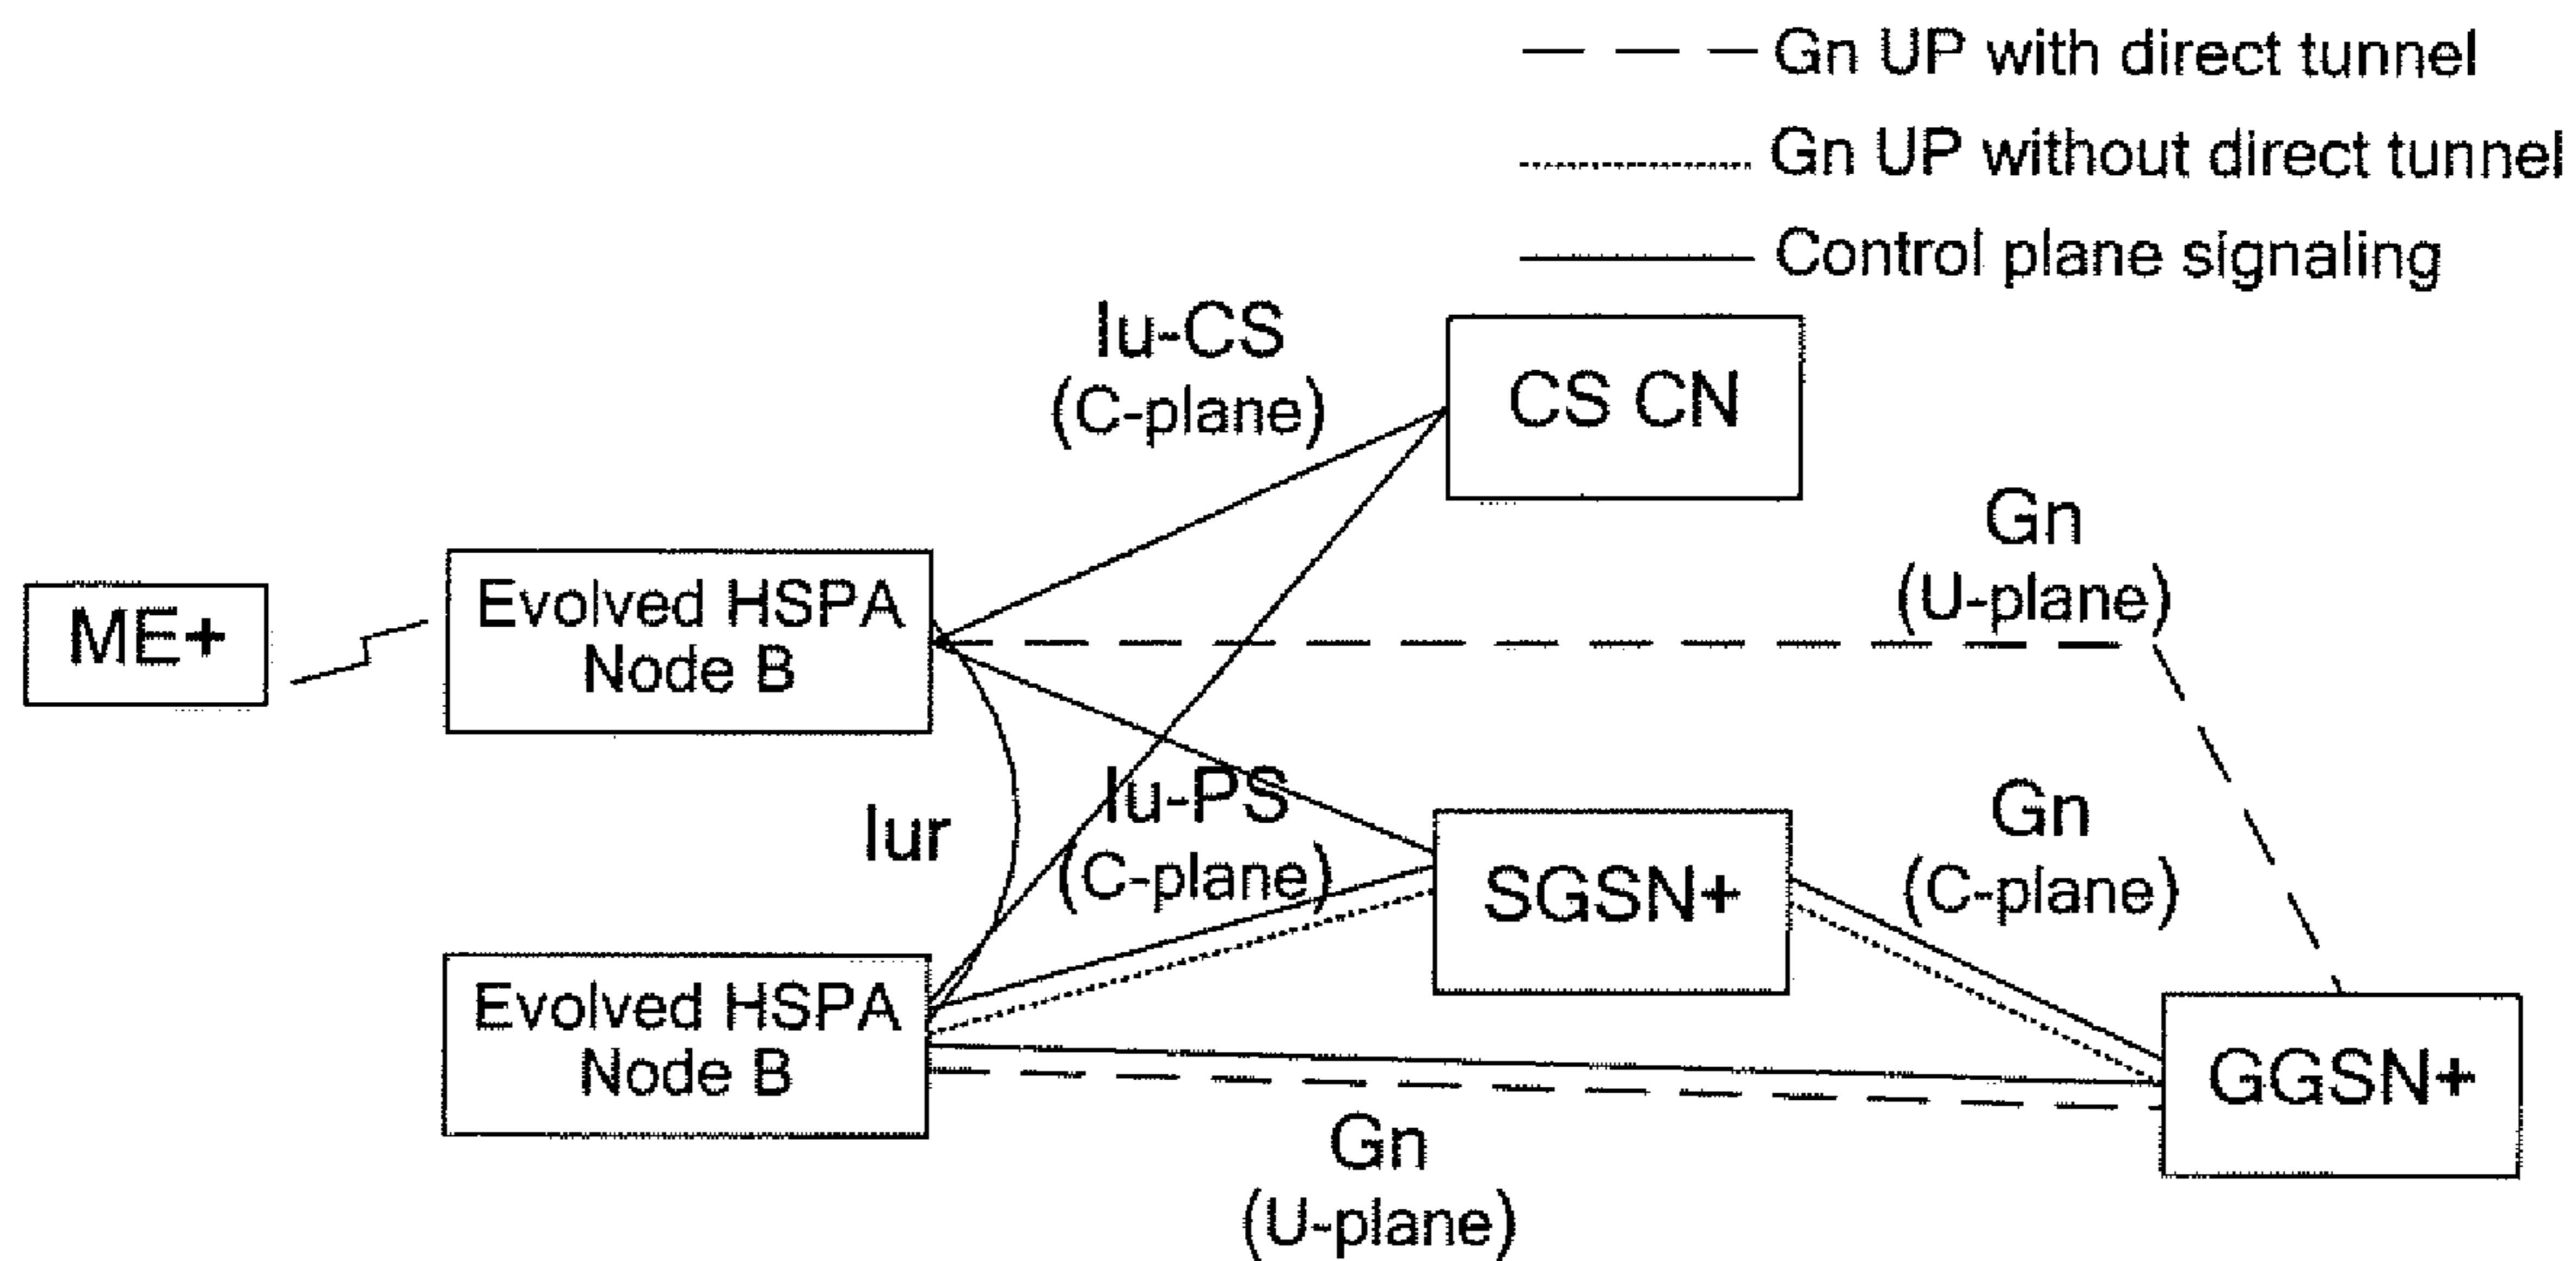 Gn UP with direct tunnel
Gn UP without direct tunnel
Control plane signaling
Iu-CS
(C-plane)
CS CN
Gn
(U-plane)
ME+
Evolved HSPA
Node B
Iur
Iu-PS
(C-plane)
SGSN+
Gn
(C-plane)
Evolved HSPA
Node B
GGSN+
Gn
(U-plane)